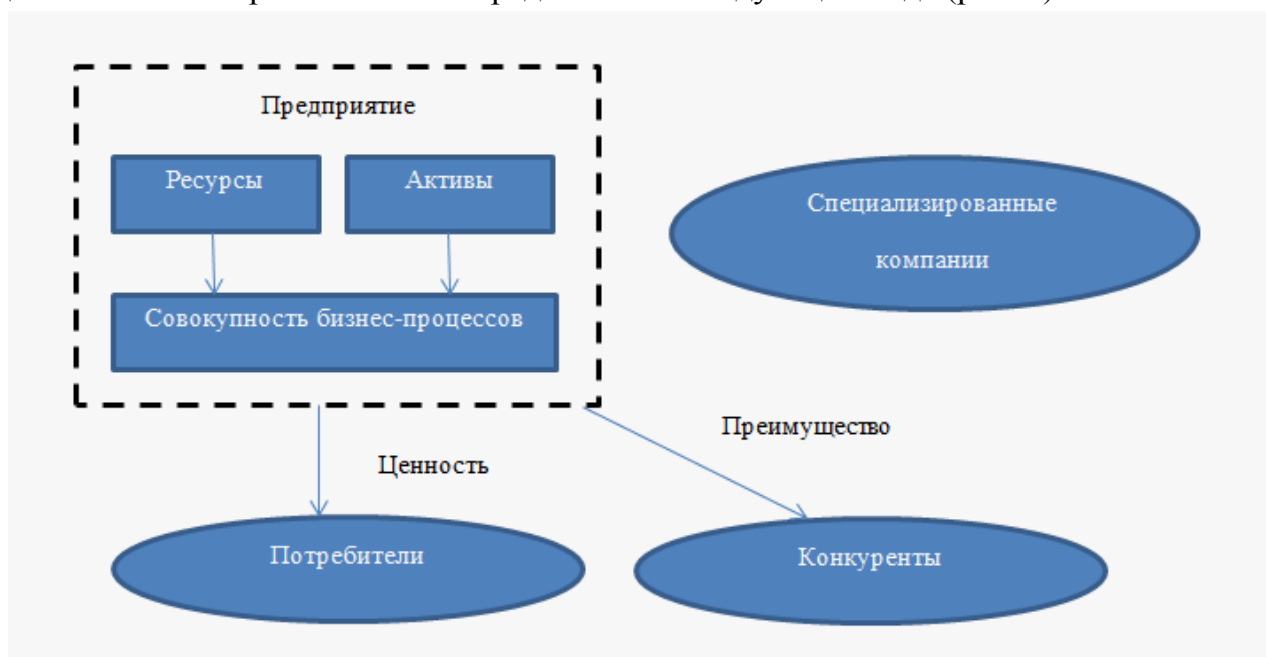 Предприятие
Ресурсы
Активы
Специализированные
компании
Совокупность бизнес-процессов
Преимущество
Ценность
Потребители
Конкуренты